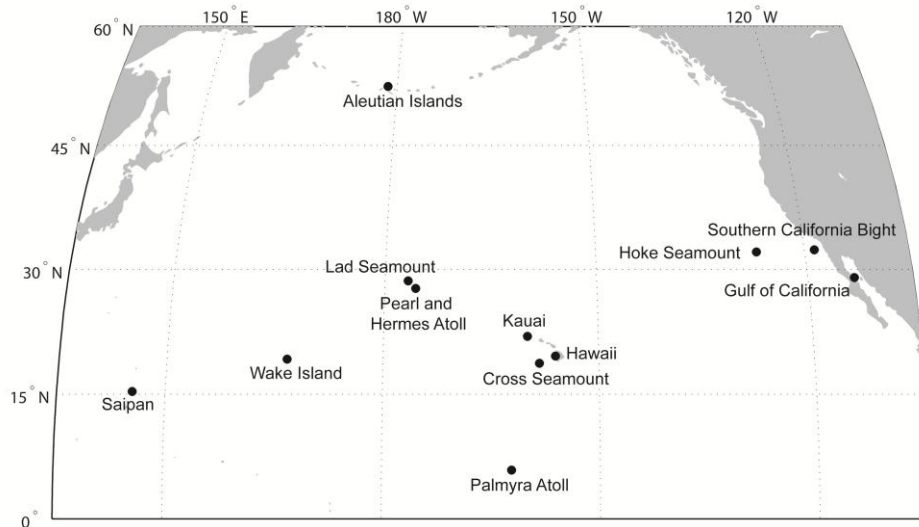 150° E
180° W
150° W
120° W
60° N
Aleutian Islands
45° N
Southern California Bight
Hoke Seamount
Lad Seamount
30° N
Gulf of California
Pearl and
Hermes Atoll
Kauai
Hawaii
Wake Island
Cross Seamount
15° N
Saipan
Palmyra Atoll
0°